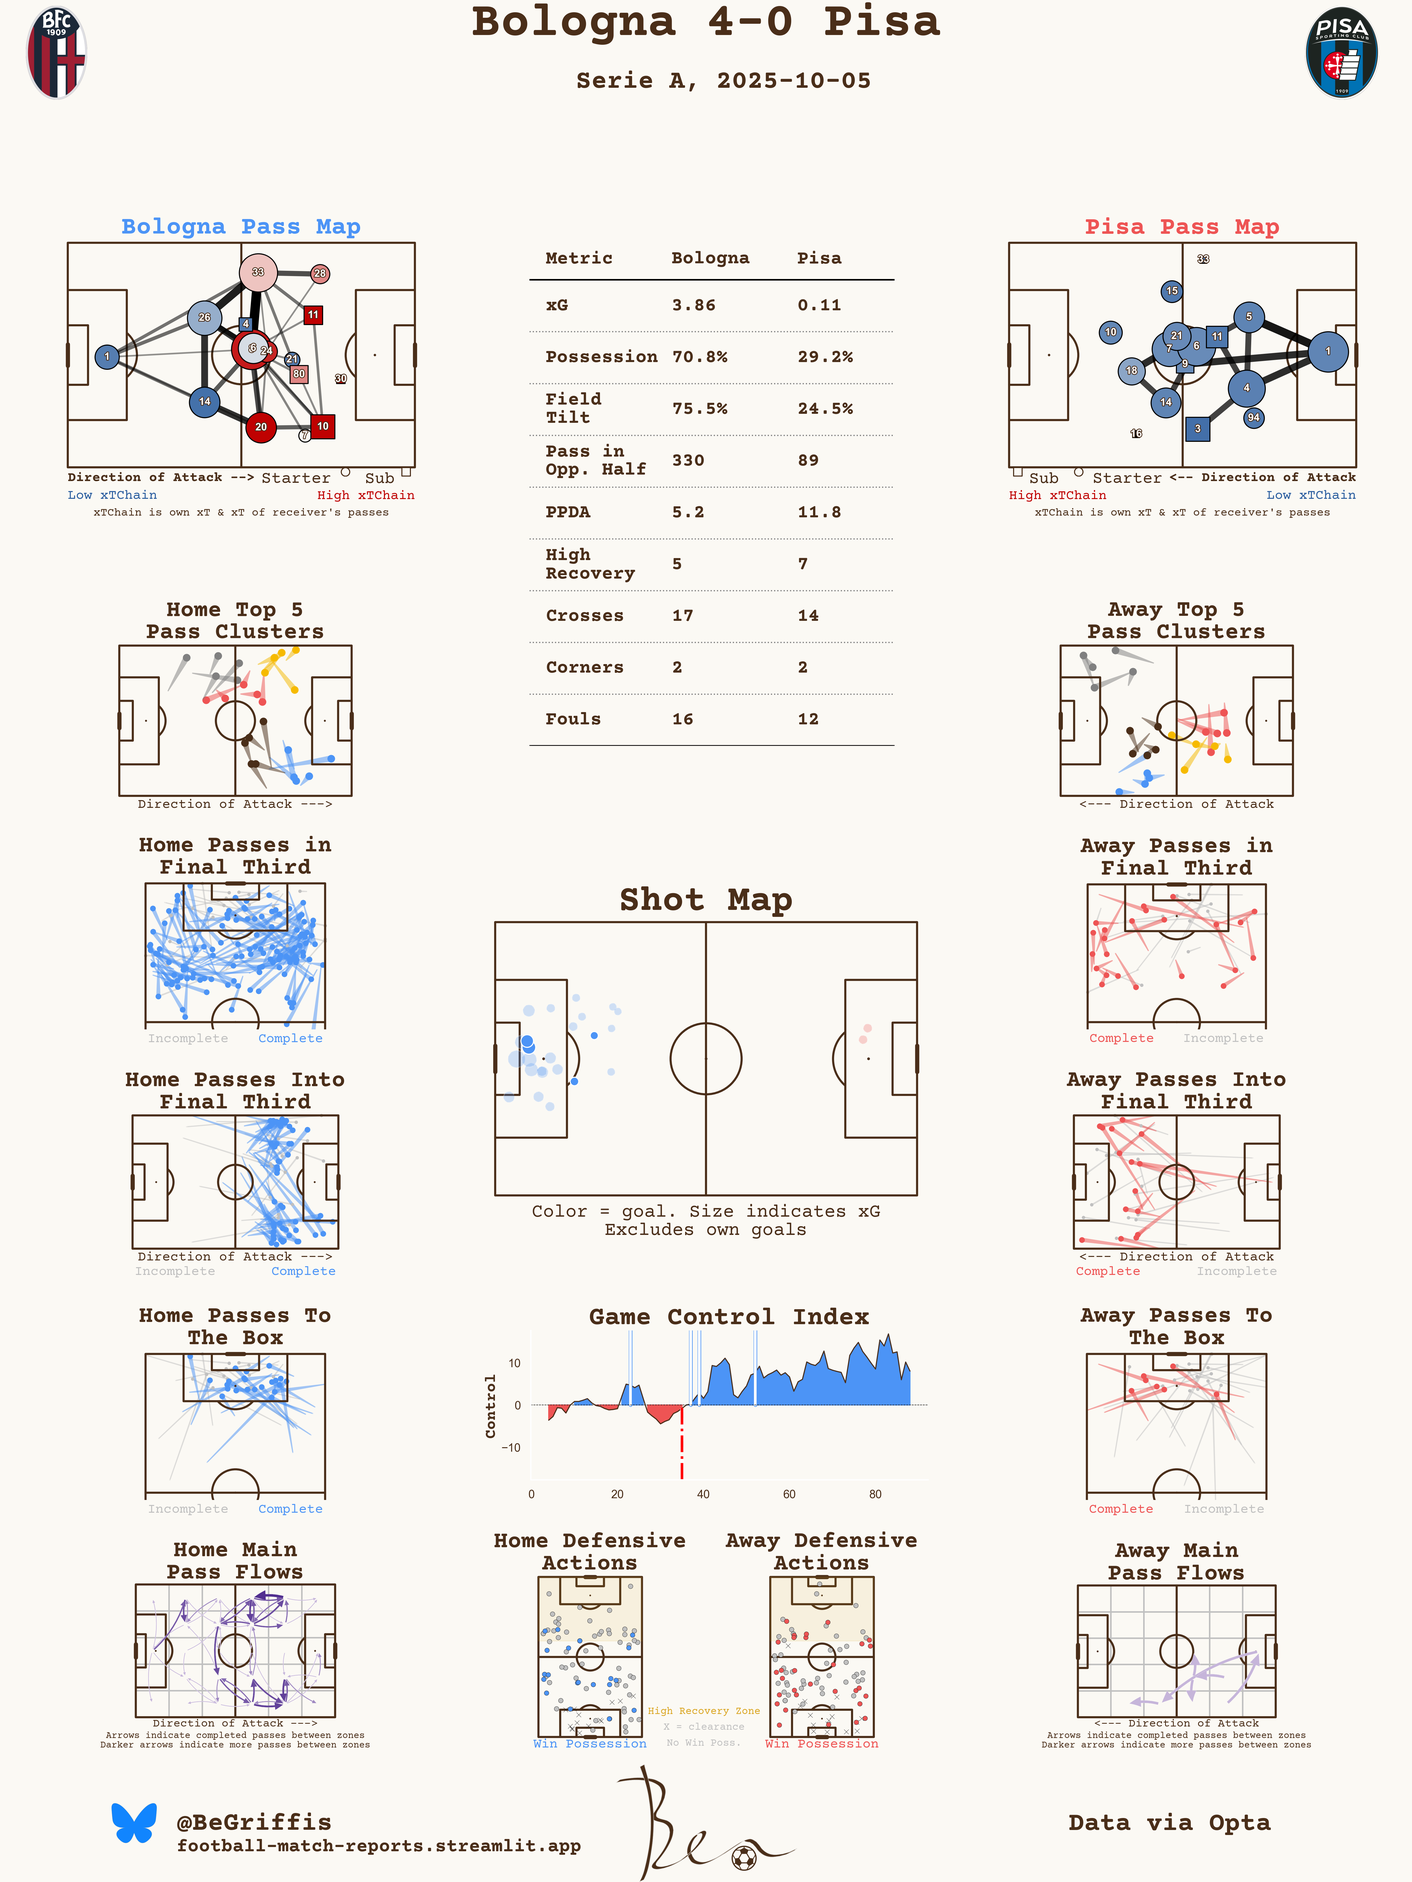 Bologna 4-0 Pisa
Serie A, 2025-10-05
BFC
1909
PISA
SPORTING CLUB
1909
Bologna Pass Map
33
28
11
26
4
6
24
21
1
80
30
14
20
10
7
Direction of Attack --> Starter Sub
Low xTChain High xTChain
xTChain is own xT & xT of receiver's passes
Metric Bologna Pisa
xG 3.86 0.11
Possession 70.8% 29.2%
Field
Tilt 75.5% 24.5%
Pass in
Opp. Half 330 89
PPDA 5.2 11.8
High
Recovery 5 7
Crosses 17 14
Corners 2 2
Fouls 16 12
Pisa Pass Map
33
15
5
10
21
11
7
6
1
9
18
4
14
94
3
16
Sub Starter <-- Direction of Attack
High xTChain Low xTChain
xTChain is own xT & xT of receiver's passes
Home Top 5
Pass Clusters
Direction of Attack --->
Away Top 5
Pass Clusters
<--- Direction of Attack
Home Passes in
Final Third
Incomplete Complete
Away Passes in
Final Third
Complete Incomplete
Shot Map
Color = goal. Size indicates xG
Excludes own goals
Home Passes Into
Final Third
Direction of Attack --->
Incomplete Complete
Away Passes Into
Final Third
<--- Direction of Attack
Complete Incomplete
Home Passes To
The Box
Incomplete Complete
Game Control Index
Control
10
0
−10
0 20 40 60 80
Away Passes To
The Box
Complete Incomplete
Home Main
Pass Flows
Direction of Attack --->
Arrows indicate completed passes between zones
Darker arrows indicate more passes between zones
Home Defensive
Actions
Win Possession
High Recovery Zone
X = clearance
No Win Poss.
Away Defensive
Actions
Win Possession
Away Main
Pass Flows
<--- Direction of Attack
Arrows indicate completed passes between zones
Darker arrows indicate more passes between zones
@BeGriffis
football-match-reports.streamlit.app
Ben
Data via Opta